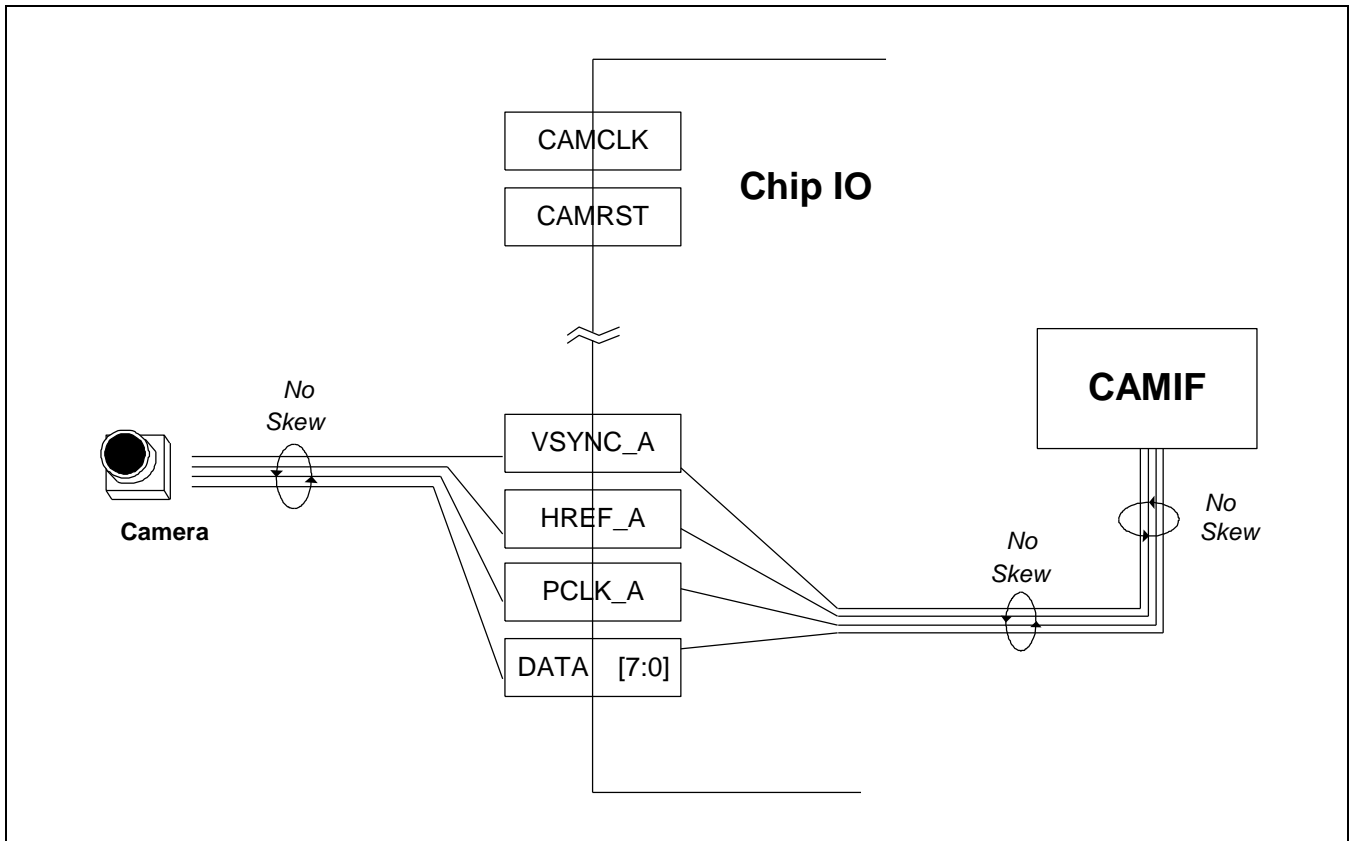 CAMCLK
Chip IO
CAMRST
CAMIF
No
Skew
VSYNC_A
HREF_A
No
Skew
Camera
No
Skew
PCLK_A
DATA [7:0]